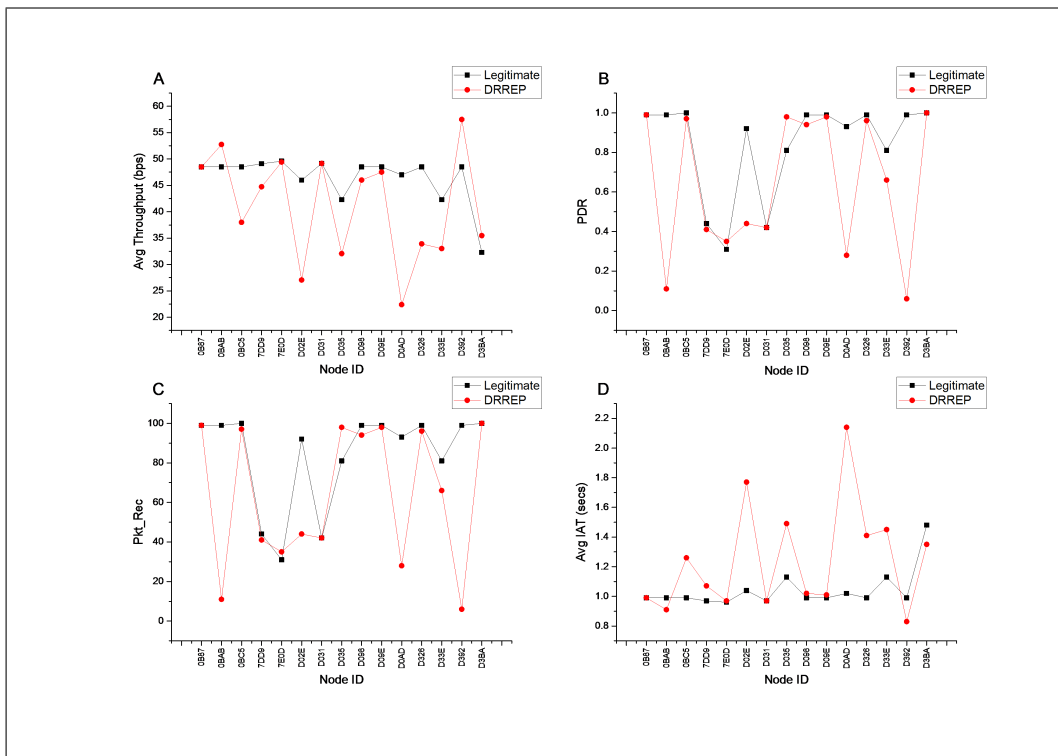 A
Legitimate
DRREP
Avg Throughput (bps)
60
55
50
45
40
35
30
25
20
0B87
0BAB
0BC5
7DD9
7E0D
D02E
D031
D035
D098
D09E
D0AD
D326
D33E
D392
D3BA
Node ID
B
Legitimate
DRREP
PDR
1.0
0.8
0.6
0.4
0.2
0.0
0B87
0BAB
0BC5
7DD9
7E0D
D02E
D031
D035
D098
D09E
D0AD
D326
D33E
D392
D3BA
Node ID
C
Legitimate
DRREP
Pkt_Rec
100
80
60
40
20
0
0B87
0BAB
0BC5
7DD9
7E0D
D02E
D031
D035
D098
D09E
D0AD
D326
D33E
D392
D3BA
Node ID
D
Legitimate
DRREP
Avg IAT (secs)
2.2
2.0
1.8
1.6
1.4
1.2
1.0
0.8
0B87
0BAB
0BC5
7DD9
7E0D
D02E
D031
D035
D098
D09E
D0AD
D326
D33E
D392
D3BA
Node ID